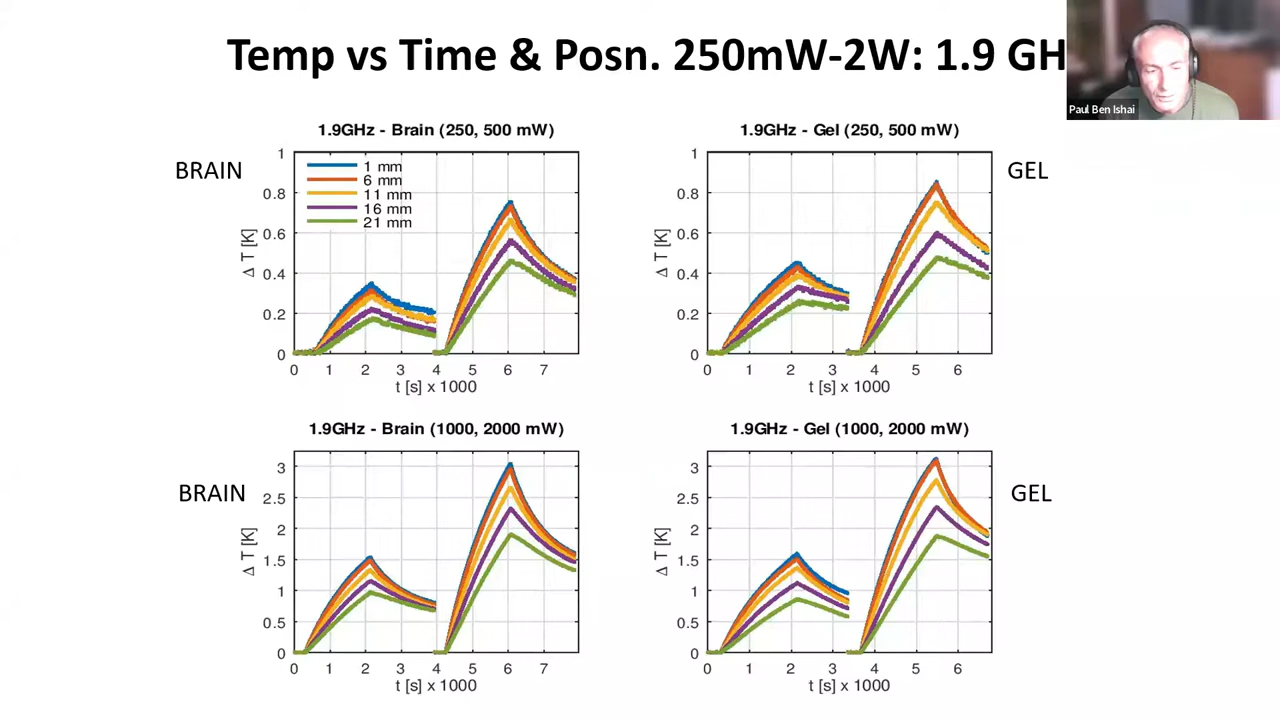 Temp vs Time & Posn. 250mW-2W: 1.9 GH
Paul Ben Ishai
1.9GHz - Brain (250, 500 mW)
BRAIN
1 mm
6 mm
11 mm
16 mm
21 mm
1
0.8
0.6
0.4
0.2
0
Δ T [K]
0 1 2 3 4 5 6 7
t [s] x 1000
1.9GHz - Gel (250, 500 mW)
GEL
1
0.8
0.6
0.4
0.2
0
Δ T [K]
0 1 2 3 4 5 6
t [s] x 1000
1.9GHz - Brain (1000, 2000 mW)
BRAIN
3
2.5
2
1.5
1
0.5
0
Δ T [K]
0 1 2 3 4 5 6 7
t [s] x 1000
1.9GHz - Gel (1000, 2000 mW)
GEL
3
2.5
2
1.5
1
0.5
0
Δ T [K]
0 1 2 3 4 5 6
t [s] x 1000